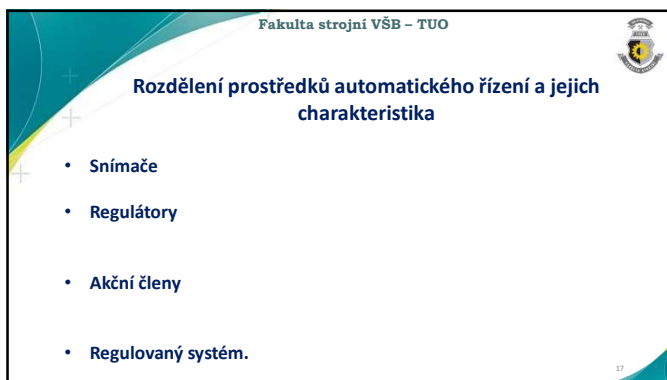 Fakulta strojní VŠB – TUO
Rozdělení prostředků automatického řízení a jejich
charakteristika
• Snímače
• Regulátory
• Akční členy
• Regulovaný systém.
17